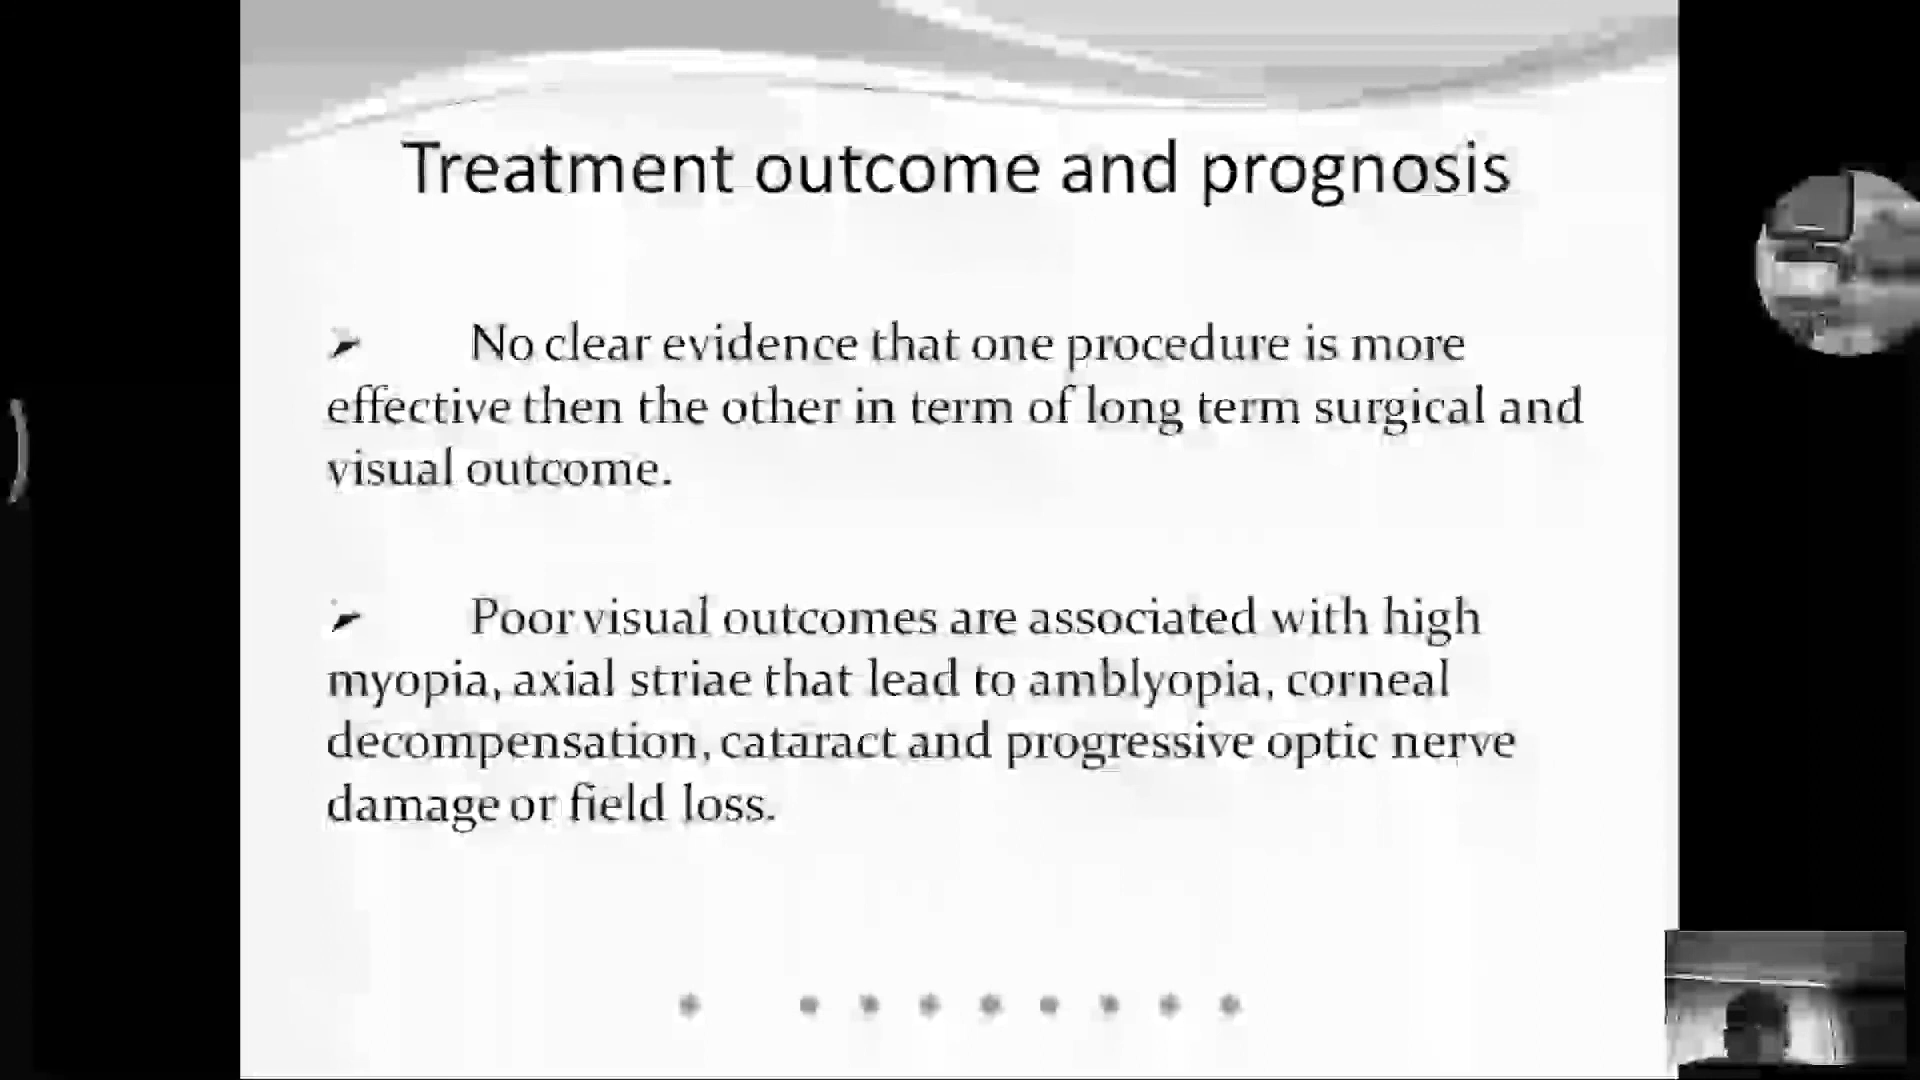 Treatment outcome and prognosis
➢ No clear evidence that one procedure is more
effective then the other in term of long term surgical and
visual outcome.
➢ Poor visual outcomes are associated with high
myopia, axial striae that lead to amblyopia, corneal
decompensation, cataract and progressive optic nerve
damage or field loss.